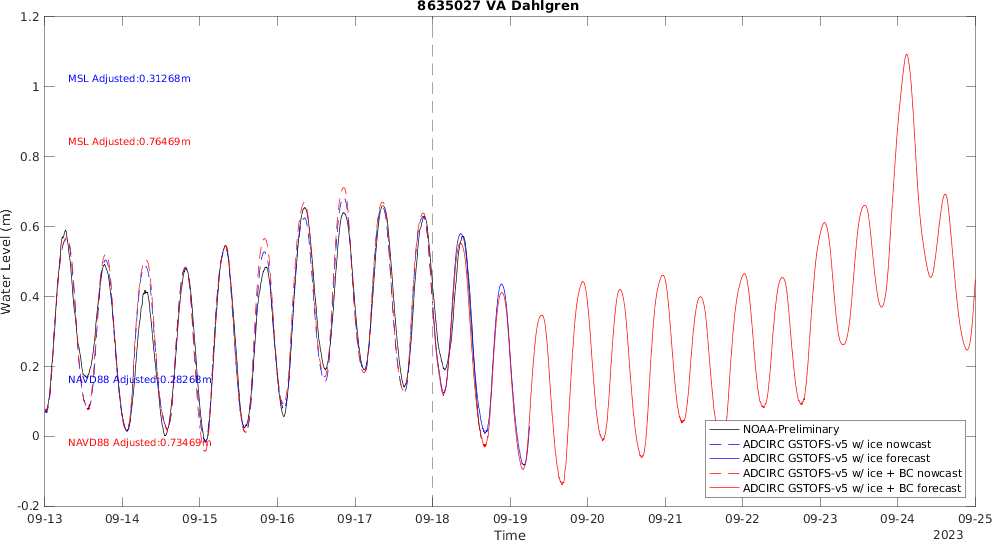 8635027 VA Dahlgren
1.2
1
0.8
0.6
0.4
0.2
0
-0.2
Water Level (m)
MSL Adjusted:0.31268m
MSL Adjusted:0.76469m
NAVD88 Adjusted:0.28268m
NAVD88 Adjusted:0.73469m
NOAA-Preliminary
ADCIRC GSTOFS-v5 w/ ice nowcast
ADCIRC GSTOFS-v5 w/ ice forecast
ADCIRC GSTOFS-v5 w/ ice + BC nowcast
ADCIRC GSTOFS-v5 w/ ice + BC forecast
09-13 09-14 09-15 09-16 09-17 09-18 09-19 09-20 09-21 09-22 09-23 09-24 09-25
Time
2023